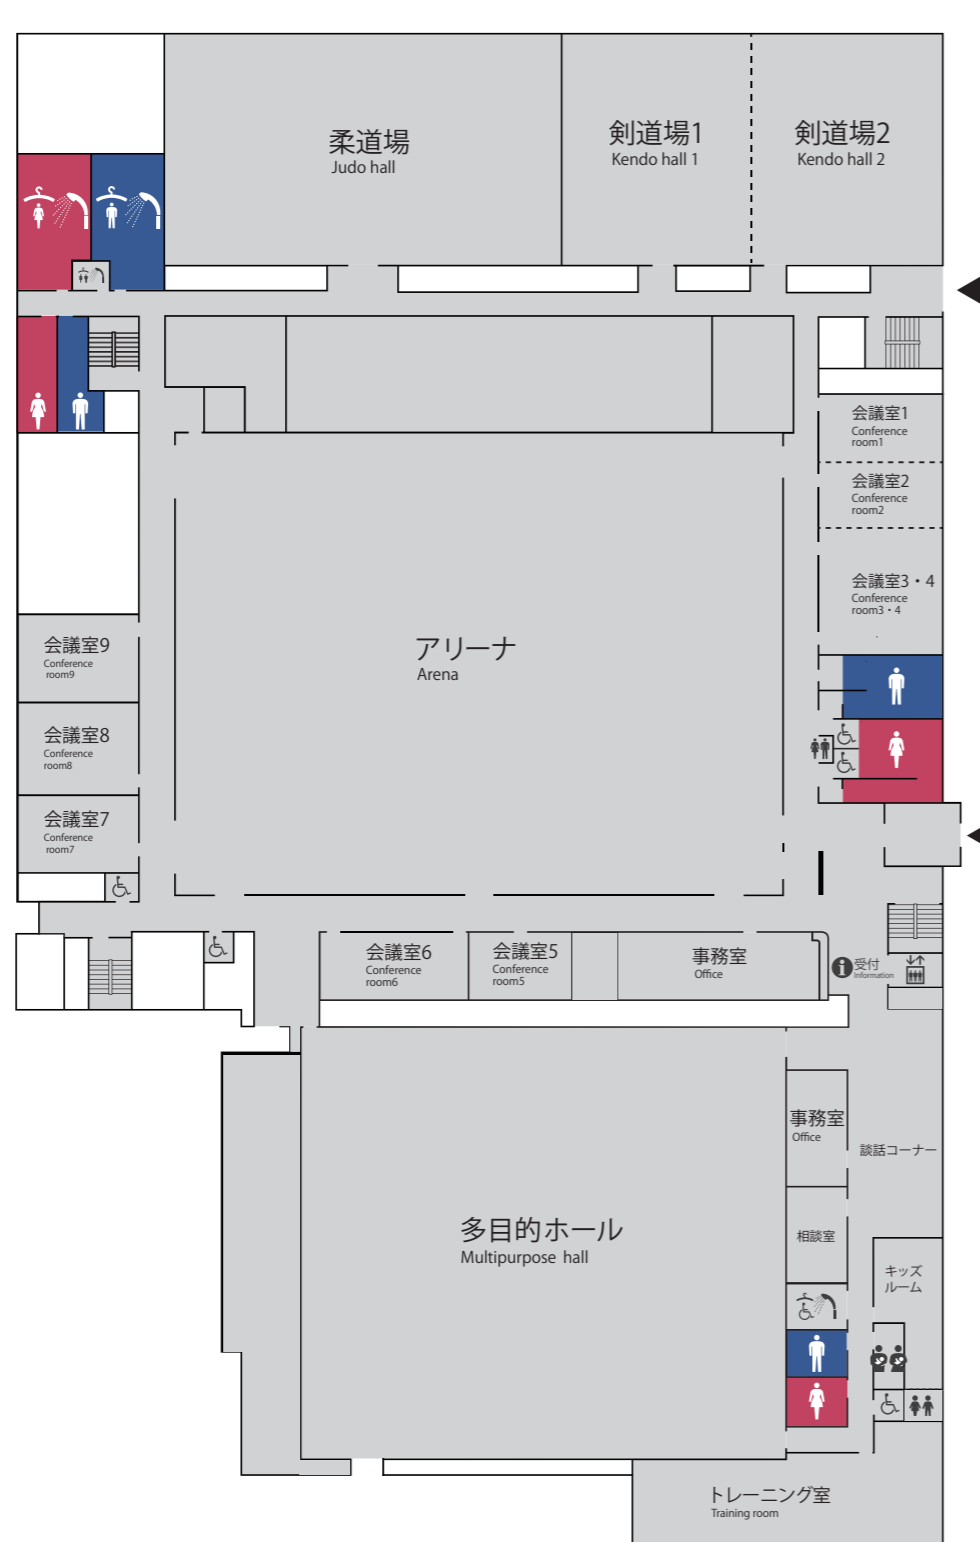 柔道場
Judo hall
剣道場1
Kendo hall 1
剣道場2
Kendo hall 2
会議室1
Conference
room1
会議室2
Conference
room2
会議室3・4
Conference
room3・4
アリーナ
Arena
会議室9
Conference
room9
会議室8
Conference
room8
会議室7
Conference
room7
会議室6
Conference
room6
会議室5
Conference
room5
事務室
Office
受付
Information
事務室
Office
談話コーナー
多目的ホール
Multipurpose hall
相談室
キッズ
ルーム
トレーニング室
Training room